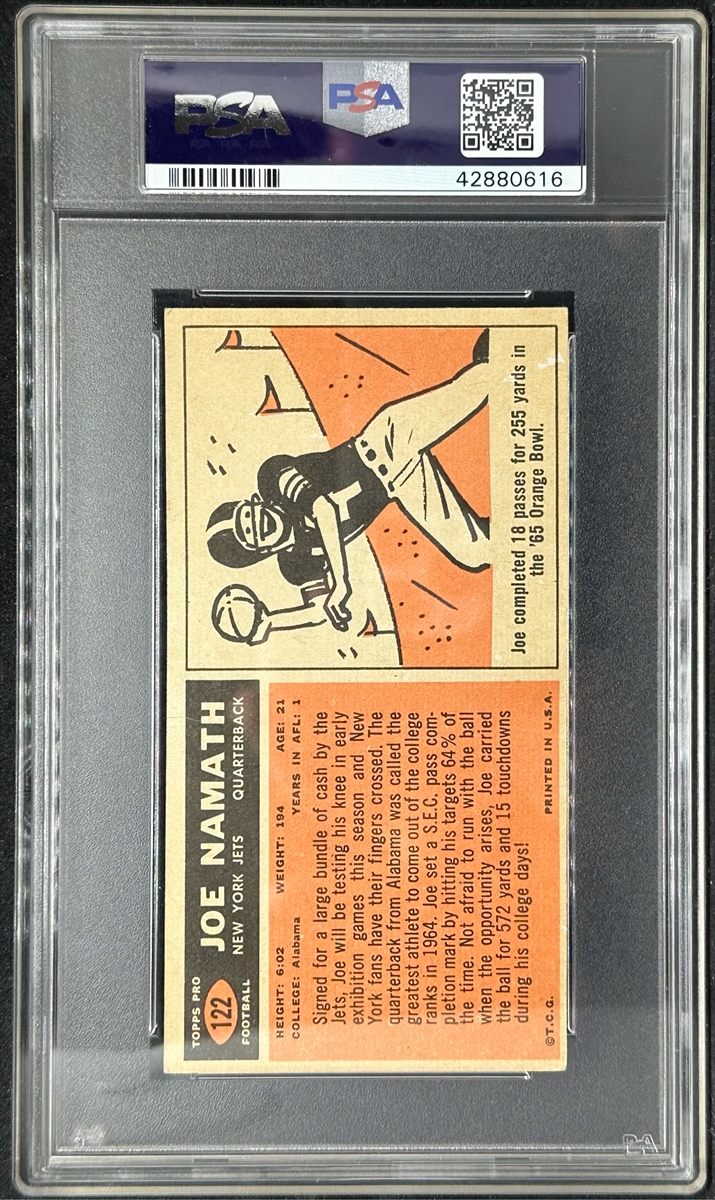 PSA
PSA
42880616
TOPPS PRO
122
FOOTBALL
JOE NAMATH
NEW YORK JETS QUARTERBACK
HEIGHT: 6:02 WEIGHT: 194 AGE: 21
COLLEGE: Alabama YEARS IN AFL: 1
Signed for a large bundle of cash by the
Jets, Joe will be testing his knee in early
exhibition games this season and New
York fans have their fingers crossed. The
quarterback from Alabama was called the
greatest athlete to come out of the college
ranks in 1964. Joe set a S.E.C. pass com-
pletion mark by hitting his targets 64% of
the time. Not afraid to run with the ball
when the opportunity arises, Joe carried
the ball for 572 yards and 15 touchdowns
during his college days!
©T.C.G. PRINTED IN U.S.A.
Joe completed 18 passes for 255 yards in
the '65 Orange Bowl.